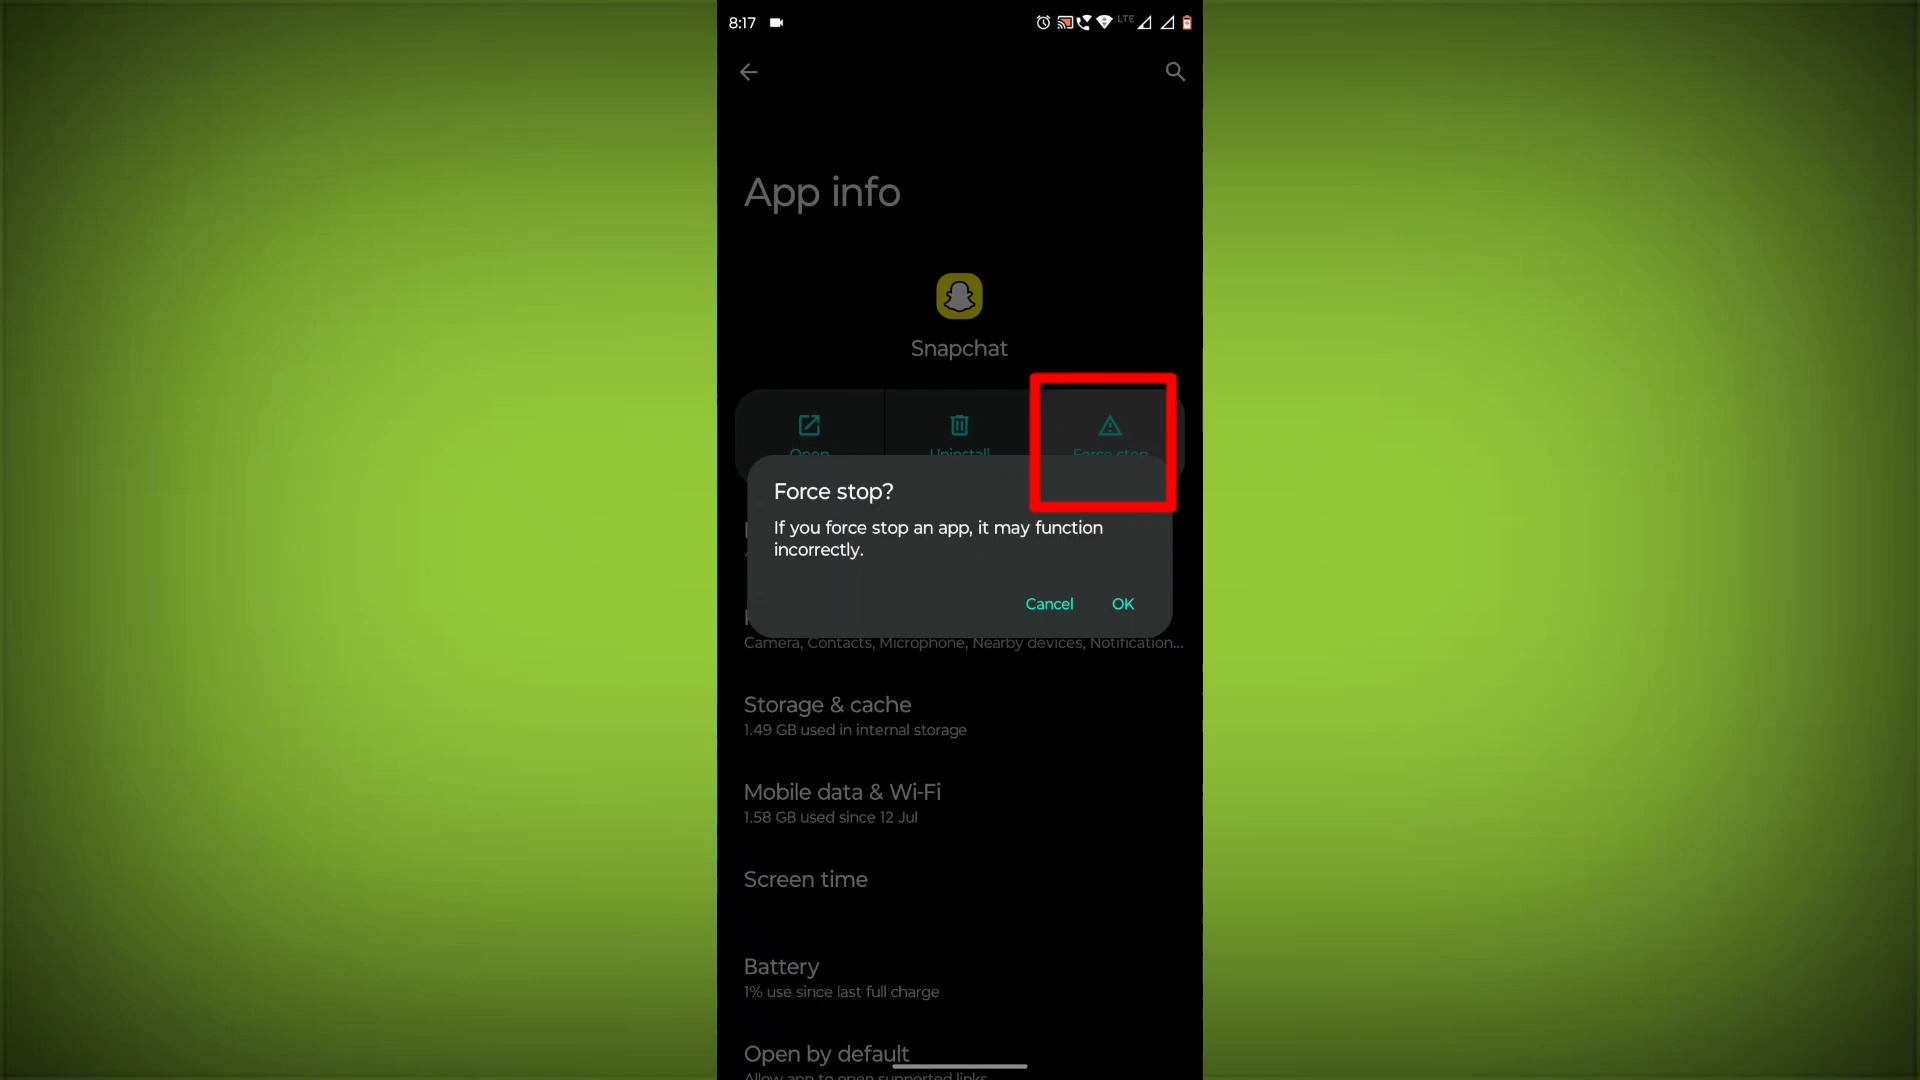 8:17
LTE
App info
Snapchat
Open
Uninstall
Force stop
Force stop?
If you force stop an app, it may function
incorrectly.
Cancel
OK
Camera, Contacts, Microphone, Nearby devices, Notification...
Storage & cache
1.49 GB used in internal storage
Mobile data & Wi-Fi
1.58 GB used since 12 Jul
Screen time
Battery
1% use since last full charge
Open by default
Allow app to open supported links